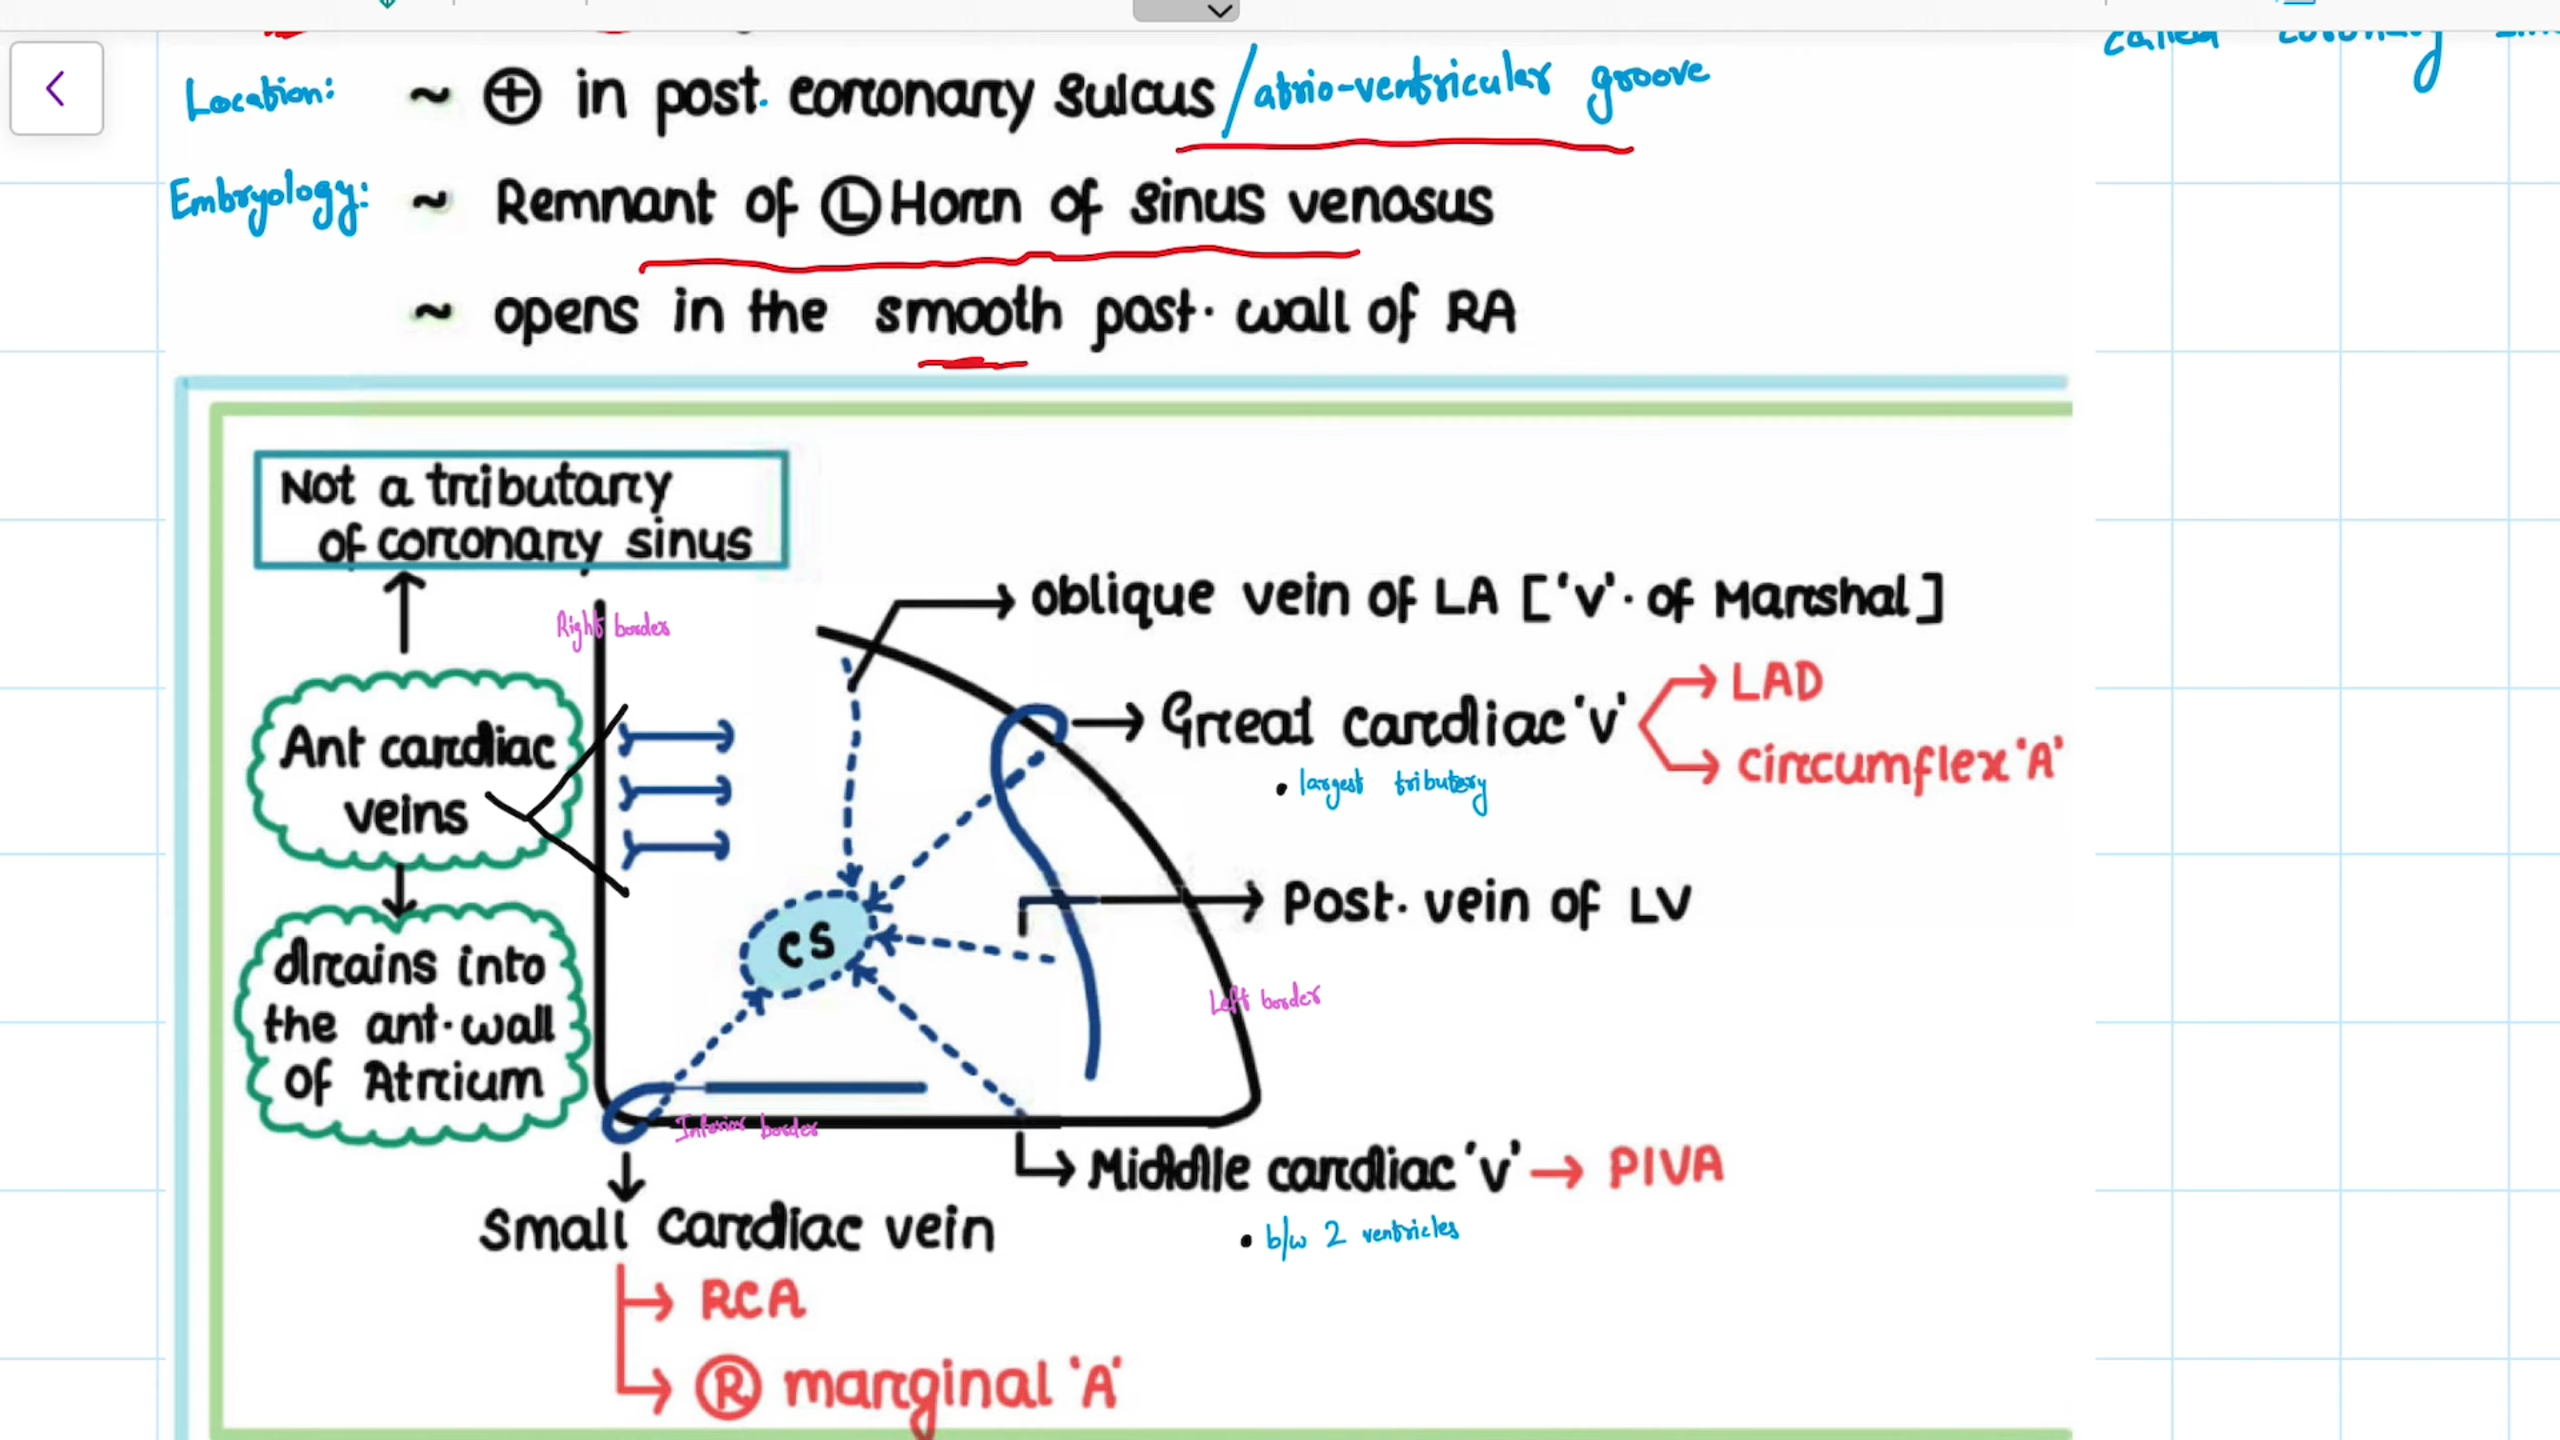 Location: ~ ⊕ in post. coronary sulcus / atrio-ventricular groove
Embryology: ~ Remnant of Ⓛ Horn of sinus venosus
~ opens in the smooth post. wall of RA
Not a tributary
of coronary sinus
Right border
oblique vein of LA ['v'. of Marshal]
LAD
Great cardiac 'v'
circumflex 'A'
• largest tributary
Ant cardiac
veins
Post. vein of LV
CS
drains into
the ant. wall
of Atrium
Left border
Inferior border
Middle cardiac 'v' → PIVA
• b/w 2 ventricles
Small cardiac vein
RCA
Ⓡ marginal 'A'